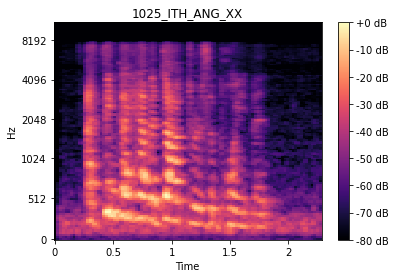 1025_ITH_ANG_XX
+0 dB
8192
-10 dB
4096
-20 dB
-30 dB
2048
Hz
-40 dB
1024
-50 dB
512
-60 dB
-70 dB
0
-80 dB
0 0.5 1 1.5 2
Time